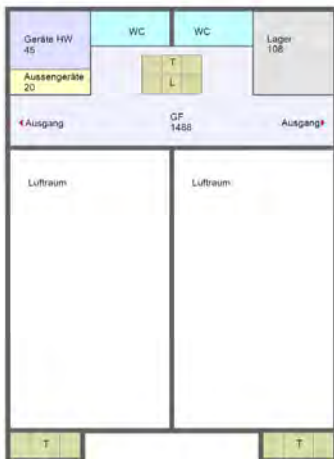 Geräte HW
45
WC
WC
Lager
108
Aussengeräte
20
T
L
Ausgang
GF
1488
Ausgang
Luftraum
Luftraum
T
T